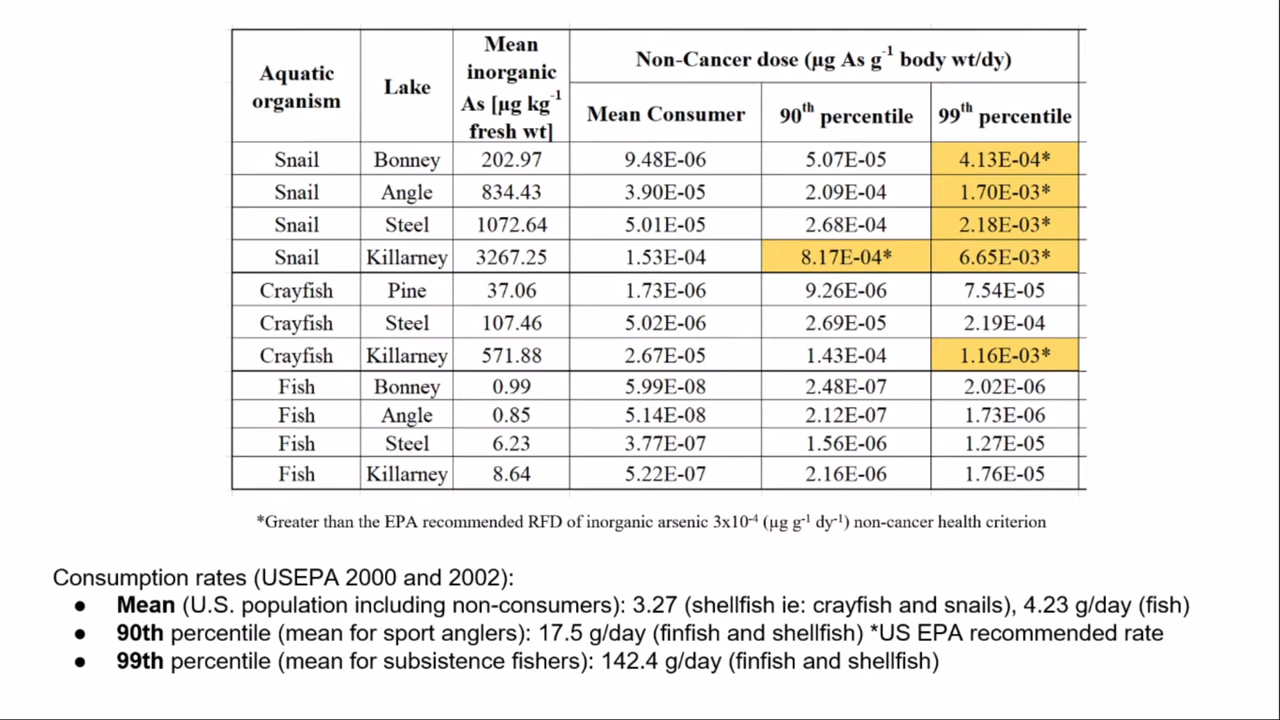 Aquatic organism | Lake | Mean inorganic As [µg kg⁻¹ fresh wt] | Non-Cancer dose (µg As g⁻¹ body wt/dy)
Mean Consumer | 90th percentile | 99th percentile
Snail | Bonney | 202.97 | 9.48E-06 | 5.07E-05 | 4.13E-04*
Snail | Angle | 834.43 | 3.90E-05 | 2.09E-04 | 1.70E-03*
Snail | Steel | 1072.64 | 5.01E-05 | 2.68E-04 | 2.18E-03*
Snail | Killarney | 3267.25 | 1.53E-04 | 8.17E-04* | 6.65E-03*
Crayfish | Pine | 37.06 | 1.73E-06 | 9.26E-06 | 7.54E-05
Crayfish | Steel | 107.46 | 5.02E-06 | 2.69E-05 | 2.19E-04
Crayfish | Killarney | 571.88 | 2.67E-05 | 1.43E-04 | 1.16E-03*
Fish | Bonney | 0.99 | 5.99E-08 | 2.48E-07 | 2.02E-06
Fish | Angle | 0.85 | 5.14E-08 | 2.12E-07 | 1.73E-06
Fish | Steel | 6.23 | 3.77E-07 | 1.56E-06 | 1.27E-05
Fish | Killarney | 8.64 | 5.22E-07 | 2.16E-06 | 1.76E-05
*Greater than the EPA recommended RFD of inorganic arsenic 3x10⁻⁴ (µg g⁻¹ dy⁻¹) non-cancer health criterion
Consumption rates (USEPA 2000 and 2002):
● Mean (U.S. population including non-consumers): 3.27 (shellfish ie: crayfish and snails), 4.23 g/day (fish)
● 90th percentile (mean for sport anglers): 17.5 g/day (finfish and shellfish) *US EPA recommended rate
● 99th percentile (mean for subsistence fishers): 142.4 g/day (finfish and shellfish)